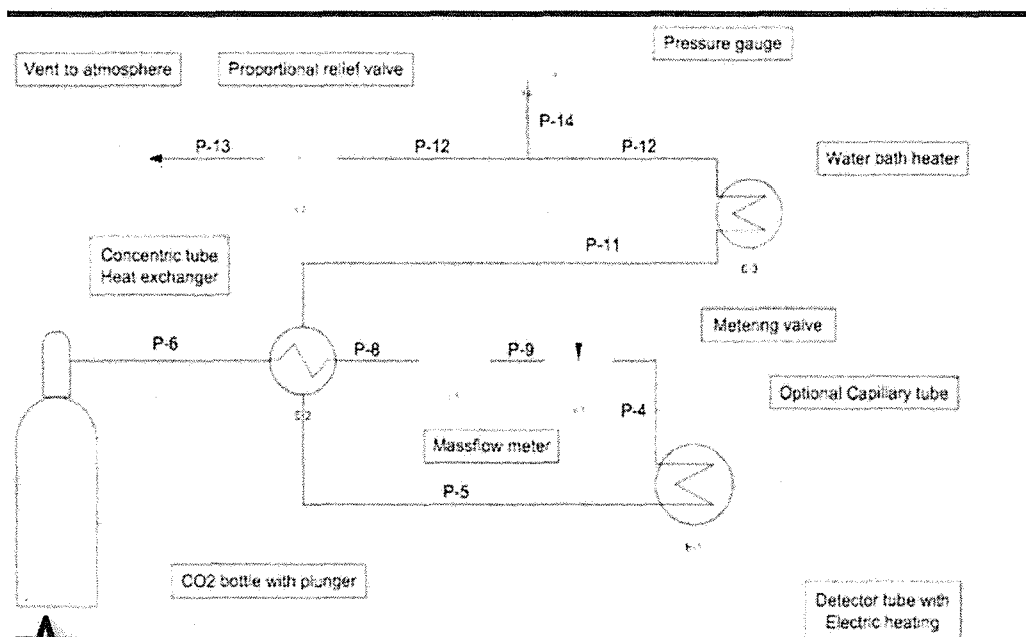 Pressure gauge
Vent to atmosphere
Proportional relief valve
P-14
P-13
P-12
P-12
Water bath heater
P-11
Concentric tube
Heat exchanger
Metering valve
P-6
P-8
P-9
Optional Capillary tube
P-4
Massflow meter
P-5
CO2 bottle with plunger
Detector tube with
Electric heating